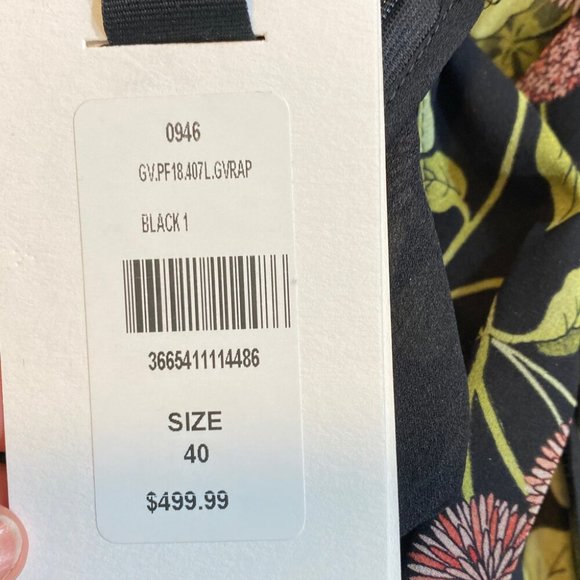 0946
GV.PF18.407L.GVRAP
BLACK 1
3665411114486
SIZE
40
$499.99